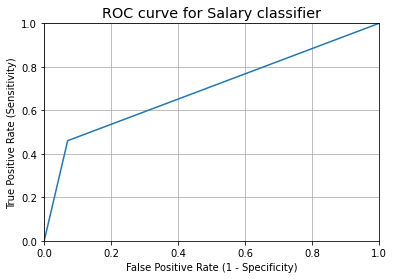 ROC curve for Salary classifier
True Positive Rate (Sensitivity)
1.0
0.8
0.6
0.4
0.2
0.0
0.0 0.2 0.4 0.6 0.8 1.0
False Positive Rate (1 - Specificity)